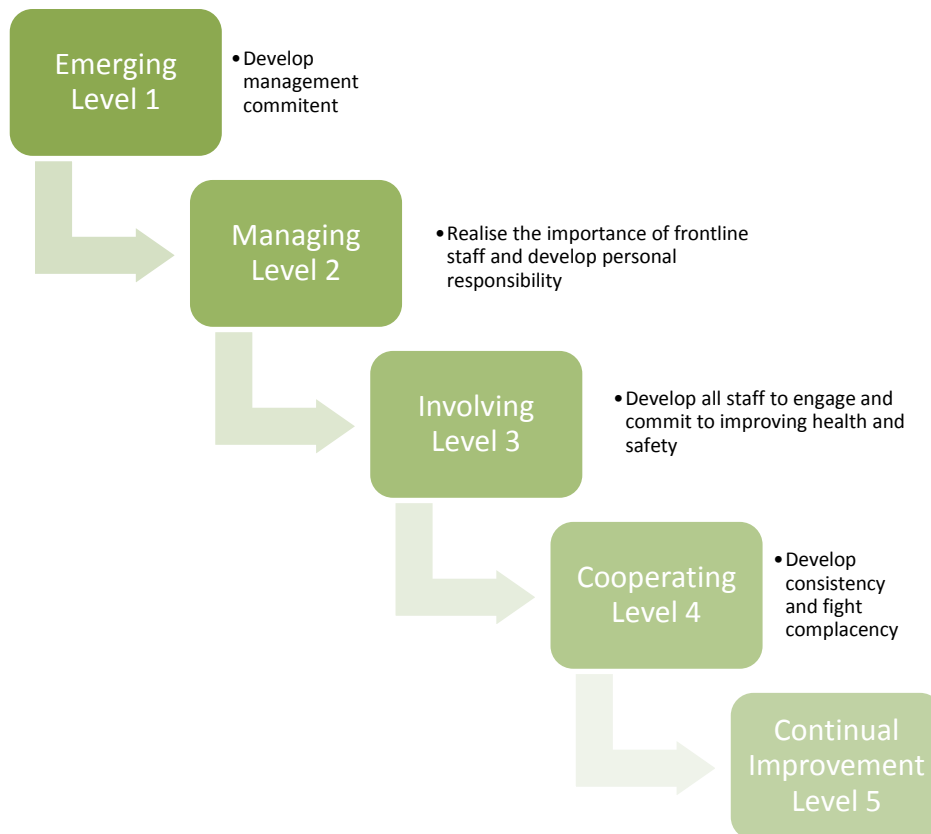 Emerging
Level 1
•Develop
management
commitent
Managing
Level 2
•Realise the importance of frontline
staff and develop personal
responsibility
Involving
Level 3
•Develop all staff to engage and
commit to improving health and
safety
Cooperating
Level 4
•Develop
consistency
and fight
complacency
Continual
Improvement
Level 5